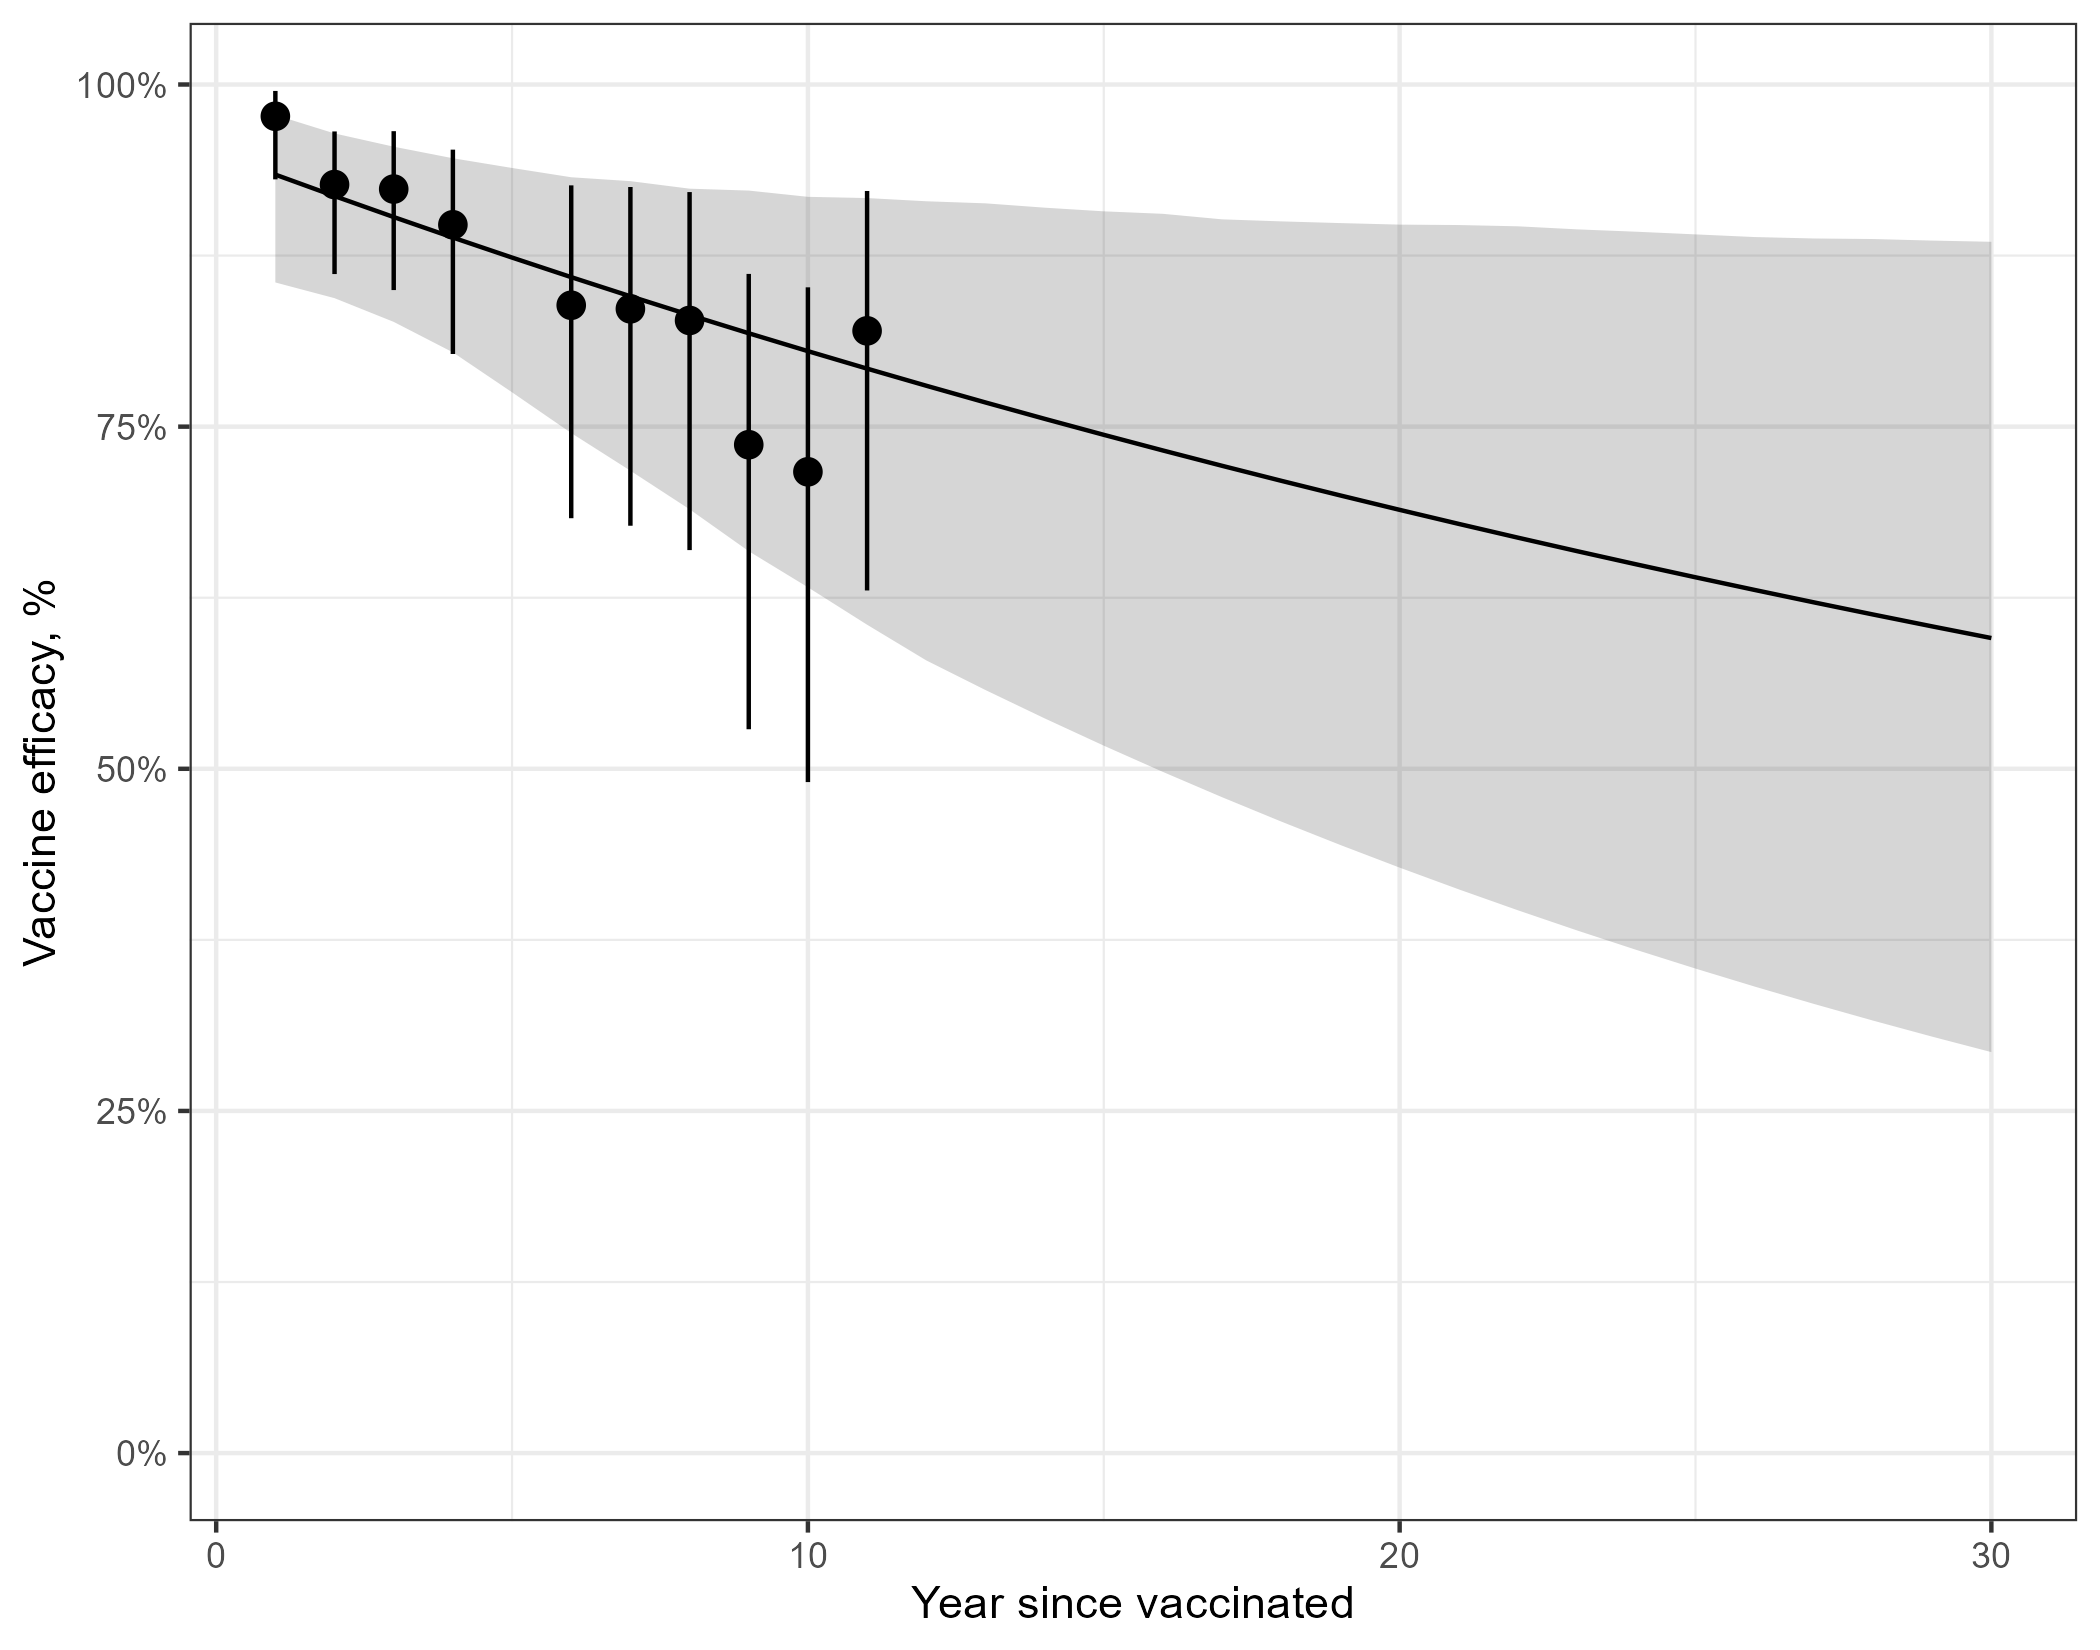 Vaccine efficacy, %
100%
75%
50%
25%
0%
0 10 20 30
Year since vaccinated